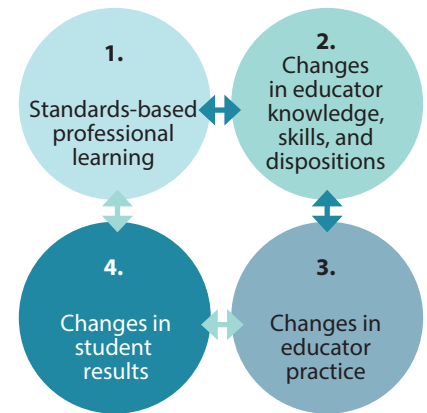 1.
Standards-based
professional
learning
2.
Changes
in educator
knowledge,
skills, and
dispositions
4.
Changes in
student
results
3.
Changes in
educator
practice